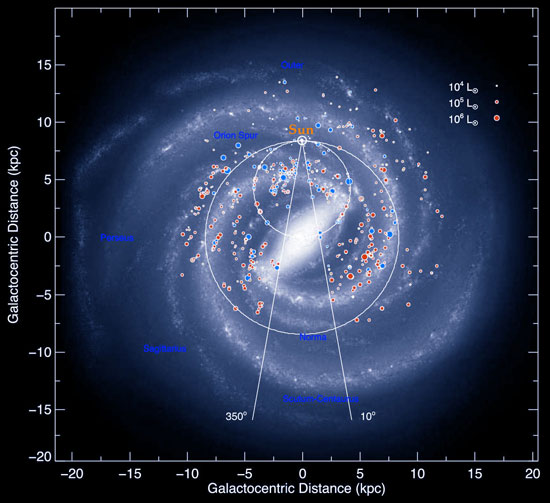 15
10
5
0
−5
−10
−15
−20
Galactocentric Distance (kpc)
−20
−15
−10
−5
0
5
10
15
20
Galactocentric Distance (kpc)
10⁴ L⊙
10⁵ L⊙
10⁶ L⊙
Sun
Orion Spur
Perseus
Sagittarius
Norma
Scutum-Centaurus
350°
10°